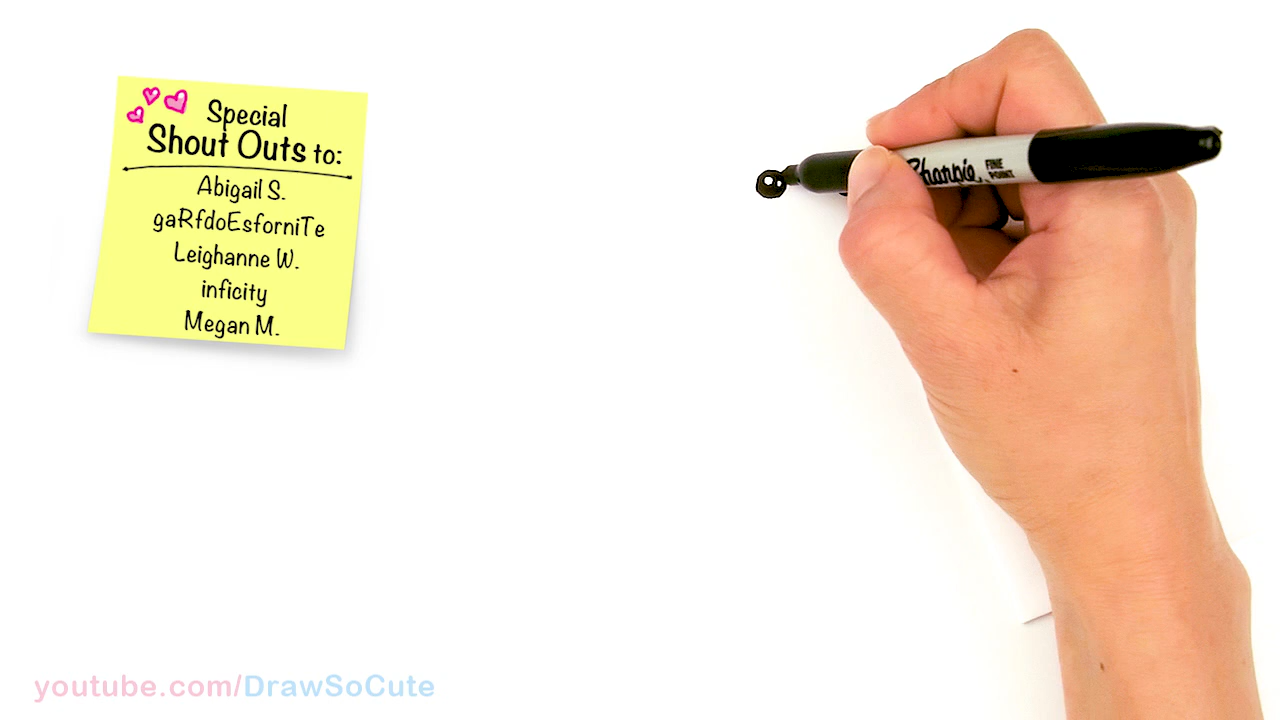 Special
Shout Outs to:
Abigail S.
gaRfdoEsforniTe
Leighanne W.
inficity
Megan M.
Sharpie
FINE
POINT
youtube.com/DrawSoCute